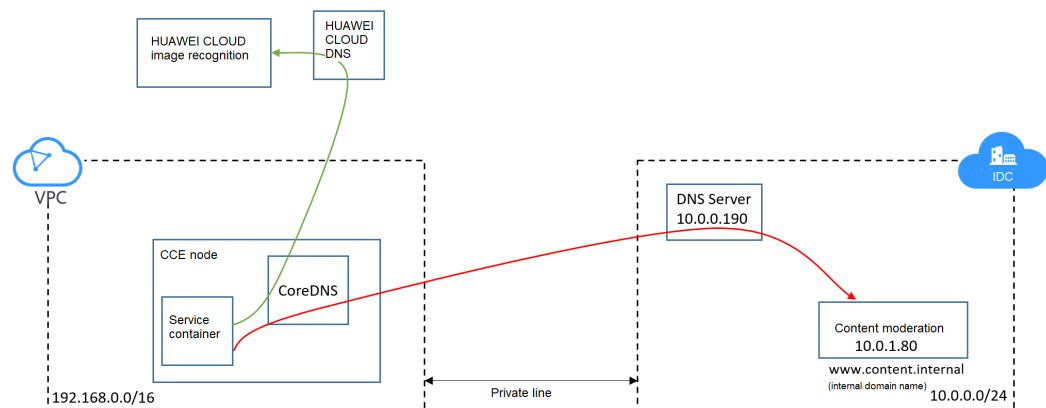 HUAWEI CLOUD
image recognition
HUAWEI
CLOUD
DNS
VPC
IDC
DNS Server
10.0.0.190
CCE node
CoreDNS
Service
container
Content moderation
10.0.1.80
www.content.internal
(internal domain name)
192.168.0.0/16
Private line
10.0.0.0/24